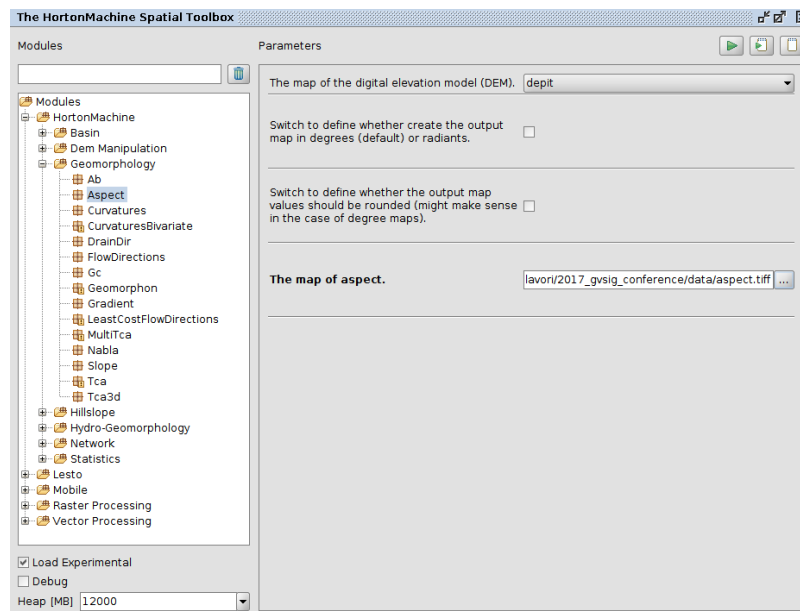 The HortonMachine Spatial Toolbox
Modules
Parameters
Modules
HortonMachine
Basin
Dem Manipulation
Geomorphology
Ab
Aspect
Curvatures
CurvaturesBivariate
DrainDir
FlowDirections
Gc
Geomorphon
Gradient
LeastCostFlowDirections
MultiTca
Nabla
Slope
Tca
Tca3d
Hillslope
Hydro-Geomorphology
Network
Statistics
Lesto
Mobile
Raster Processing
Vector Processing
Load Experimental
Debug
Heap [MB] 12000
The map of the digital elevation model (DEM). depit
Switch to define whether create the output
map in degrees (default) or radiants.
Switch to define whether the output map
values should be rounded (might make sense
in the case of degree maps).
The map of aspect. lavori/2017_gvsig_conference/data/aspect.tiff ...